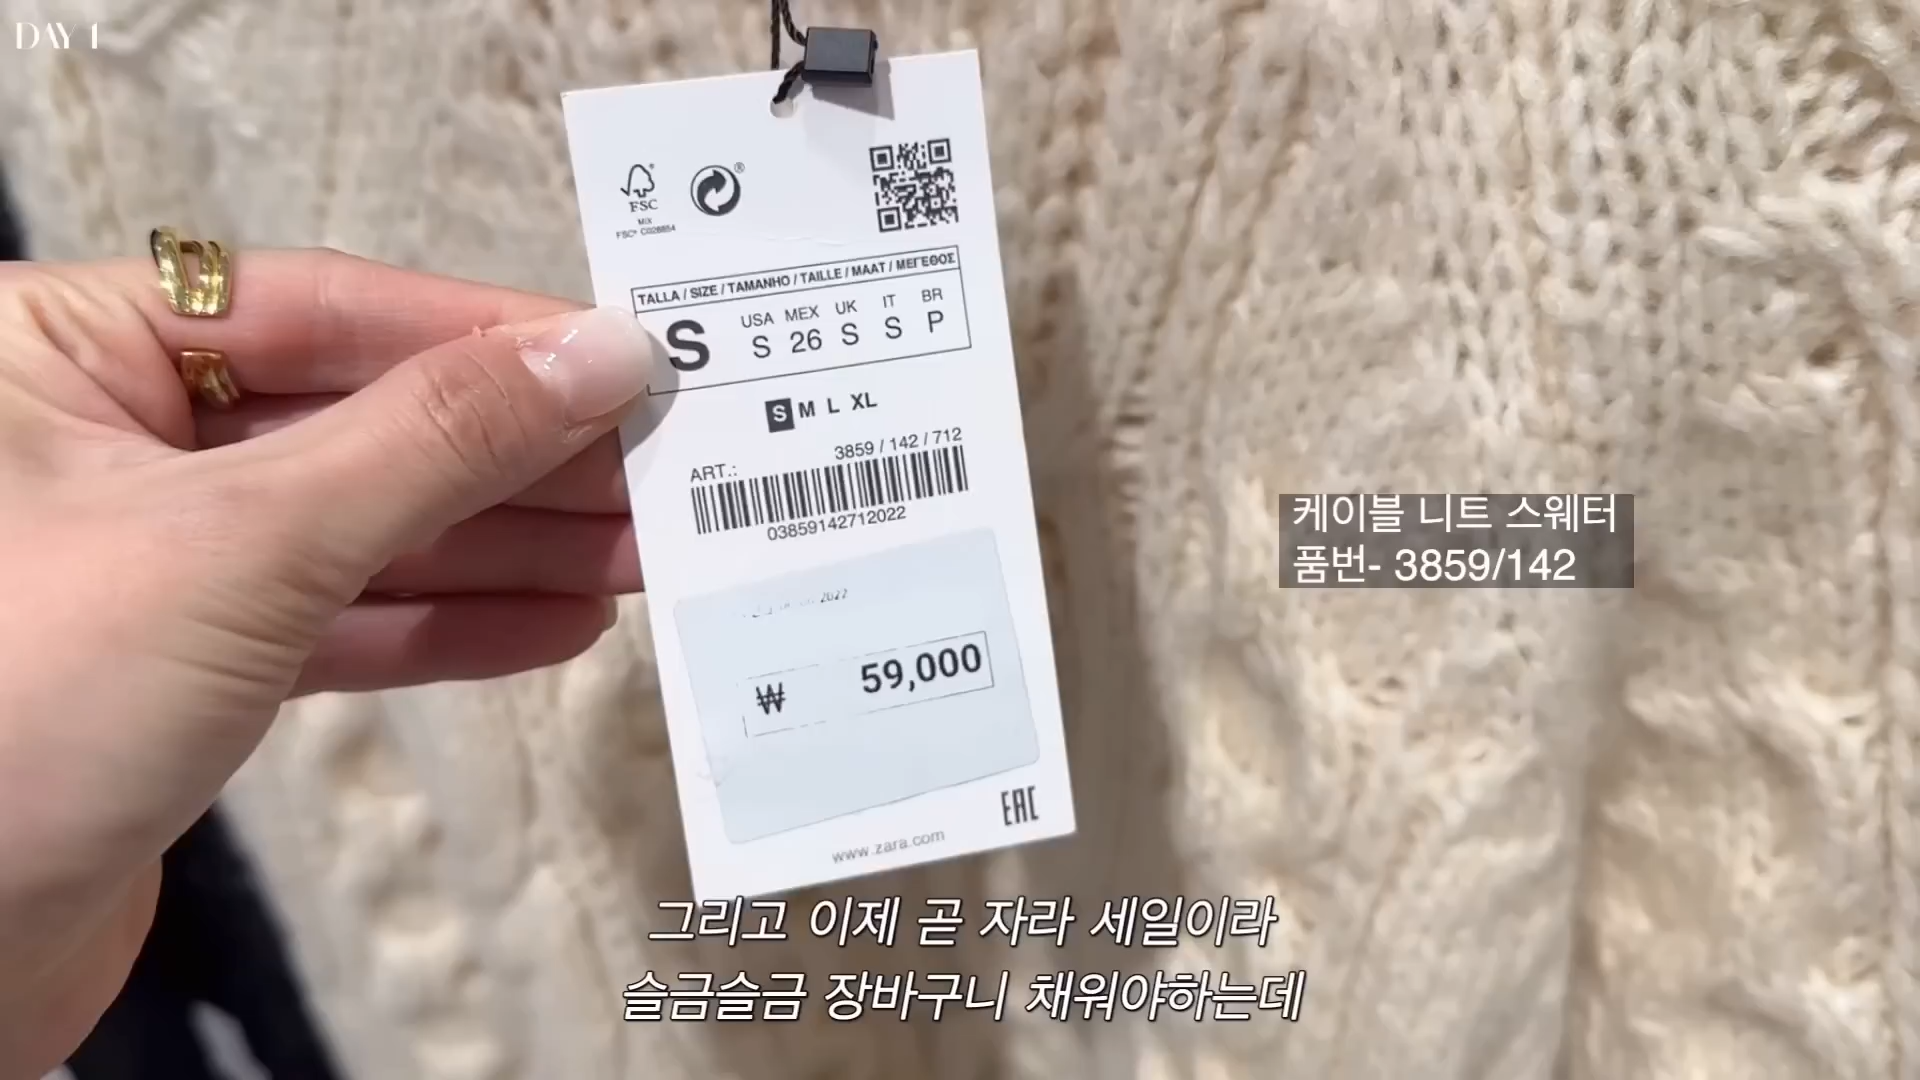 DAY 1
FSC
MIX
FSC® C028854
TALLA / SIZE / TAMANHO / TAILLE / MAAT / ΜΕΓΕΘΟΣ
S
USA MEX UK IT BR
S 26 S S P
S M L XL
ART.: 3859 / 142 / 712
03859142712022
2022
₩ 59,000
EAC
www.zara.com
케이블 니트 스웨터
품번- 3859/142
그리고 이제 곧 자라 세일이라
슬금슬금 장바구니 채워야하는데